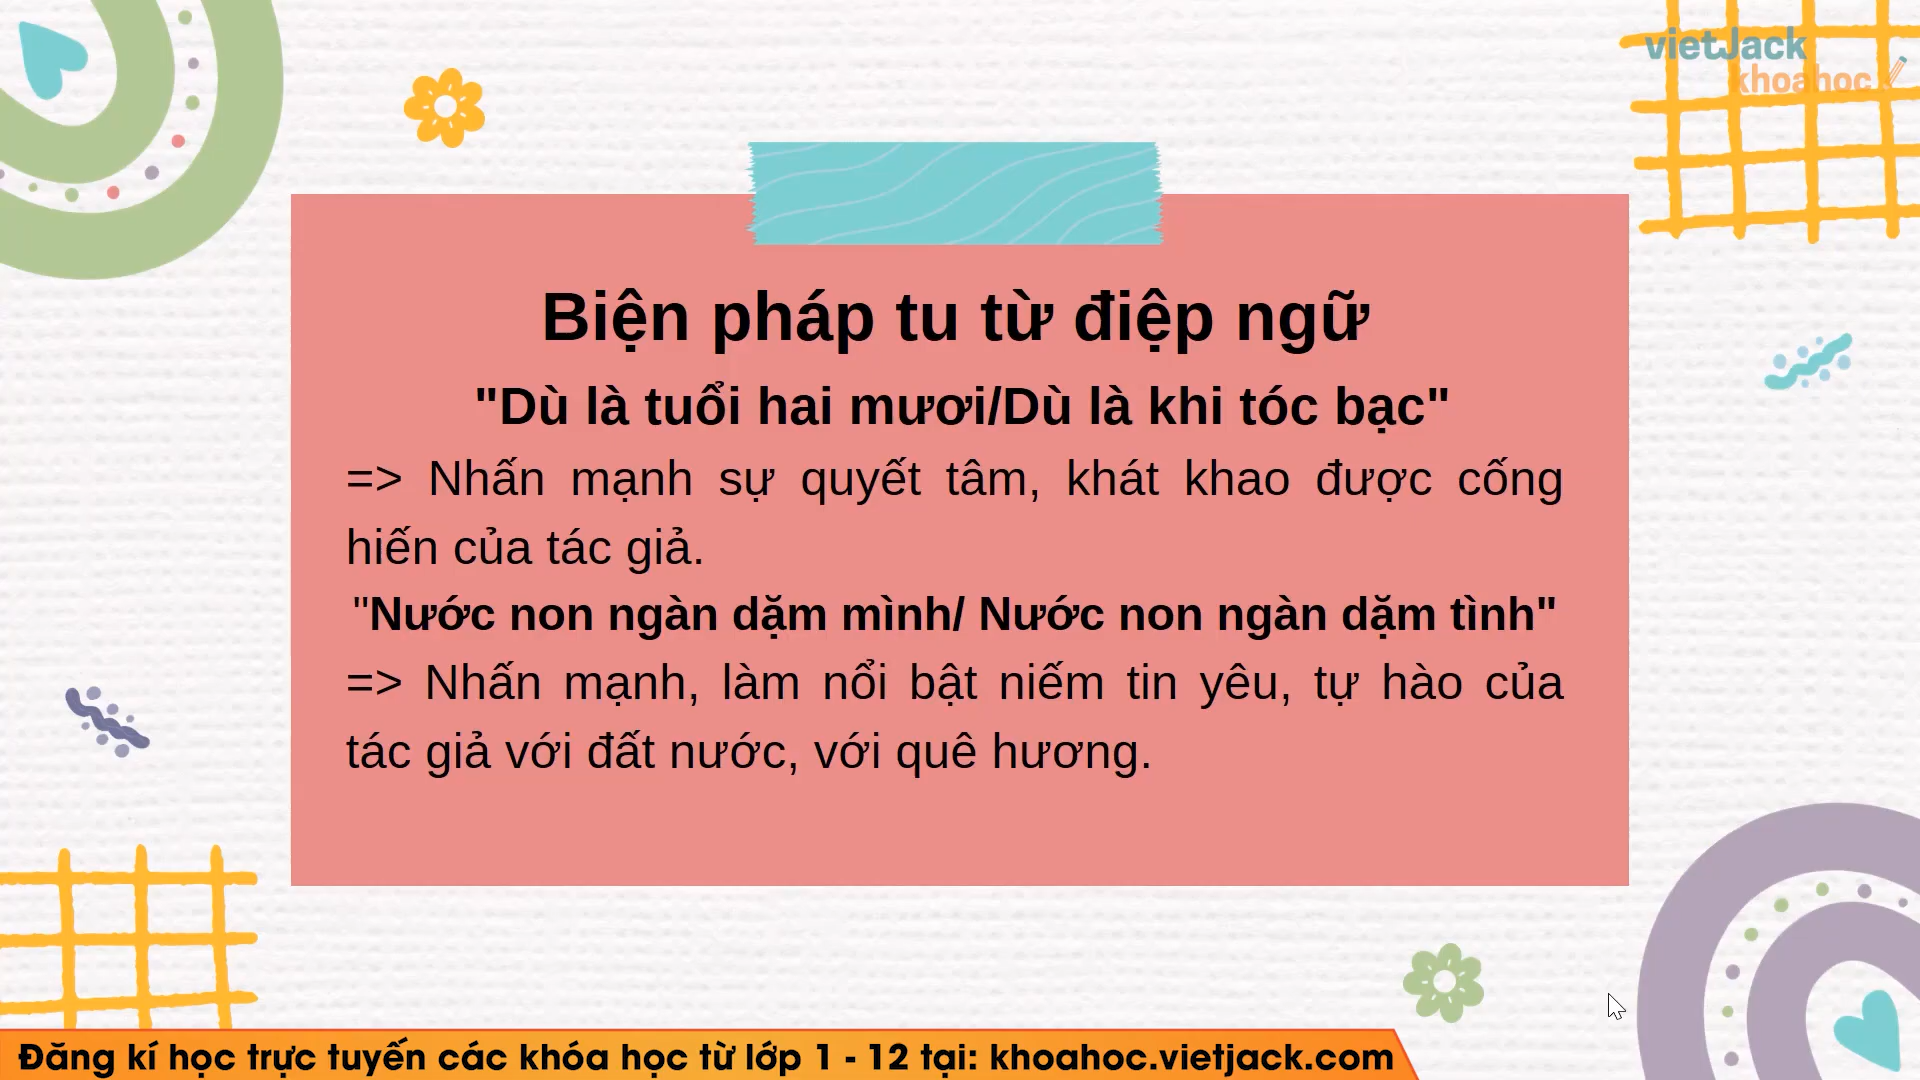 vietJack
khoahoc
Biện pháp tu từ điệp ngữ
"Dù là tuổi hai mươi/Dù là khi tóc bạc"
=> Nhấn mạnh sự quyết tâm, khát khao được cống
hiến của tác giả.
"Nước non ngàn dặm mình/ Nước non ngàn dặm tình"
=> Nhấn mạnh, làm nổi bật niếm tin yêu, tự hào của
tác giả với đất nước, với quê hương.
Đăng kí học trực tuyến các khóa học từ lớp 1 - 12 tại: khoahoc.vietjack.com